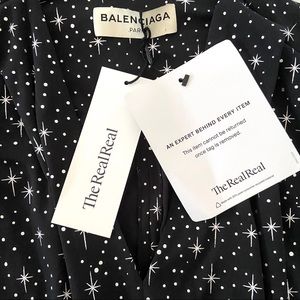 BALENCIAGA
PARIS
TheRealReal
AN EXPERT BEHIND EVERY ITEM
This item cannot be returned
once tag is removed.
TheRealReal